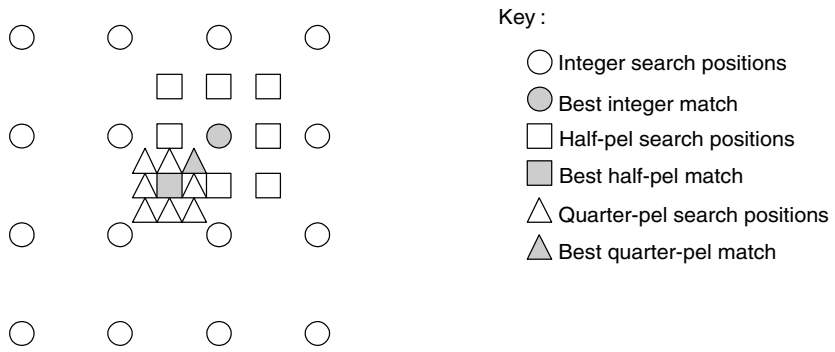 Key :
Integer search positions
Best integer match
Half-pel search positions
Best half-pel match
Quarter-pel search positions
Best quarter-pel match